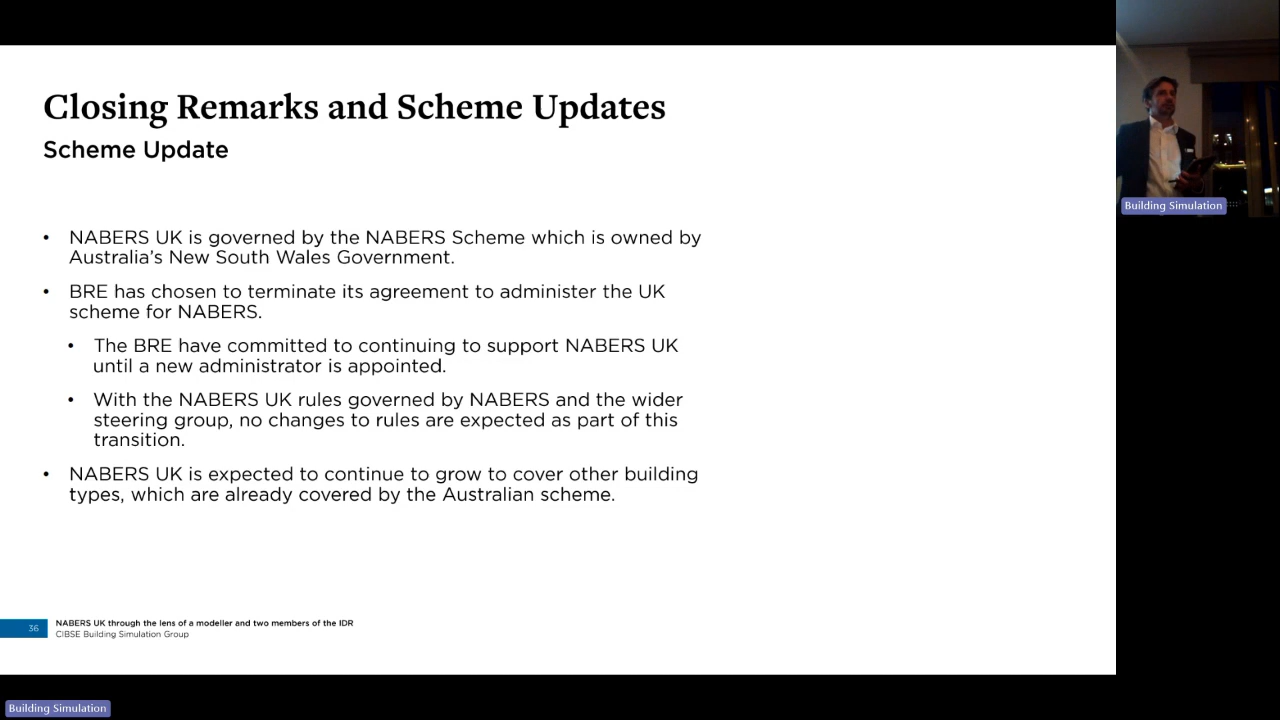 Closing Remarks and Scheme Updates
Scheme Update
• NABERS UK is governed by the NABERS Scheme which is owned by
Australia’s New South Wales Government.
• BRE has chosen to terminate its agreement to administer the UK
scheme for NABERS.
• The BRE have committed to continuing to support NABERS UK
until a new administrator is appointed.
• With the NABERS UK rules governed by NABERS and the wider
steering group, no changes to rules are expected as part of this
transition.
• NABERS UK is expected to continue to grow to cover other building
types, which are already covered by the Australian scheme.
36
NABERS UK through the lens of a modeller and two members of the IDR
CIBSE Building Simulation Group
Building Simulation
Building Simulation